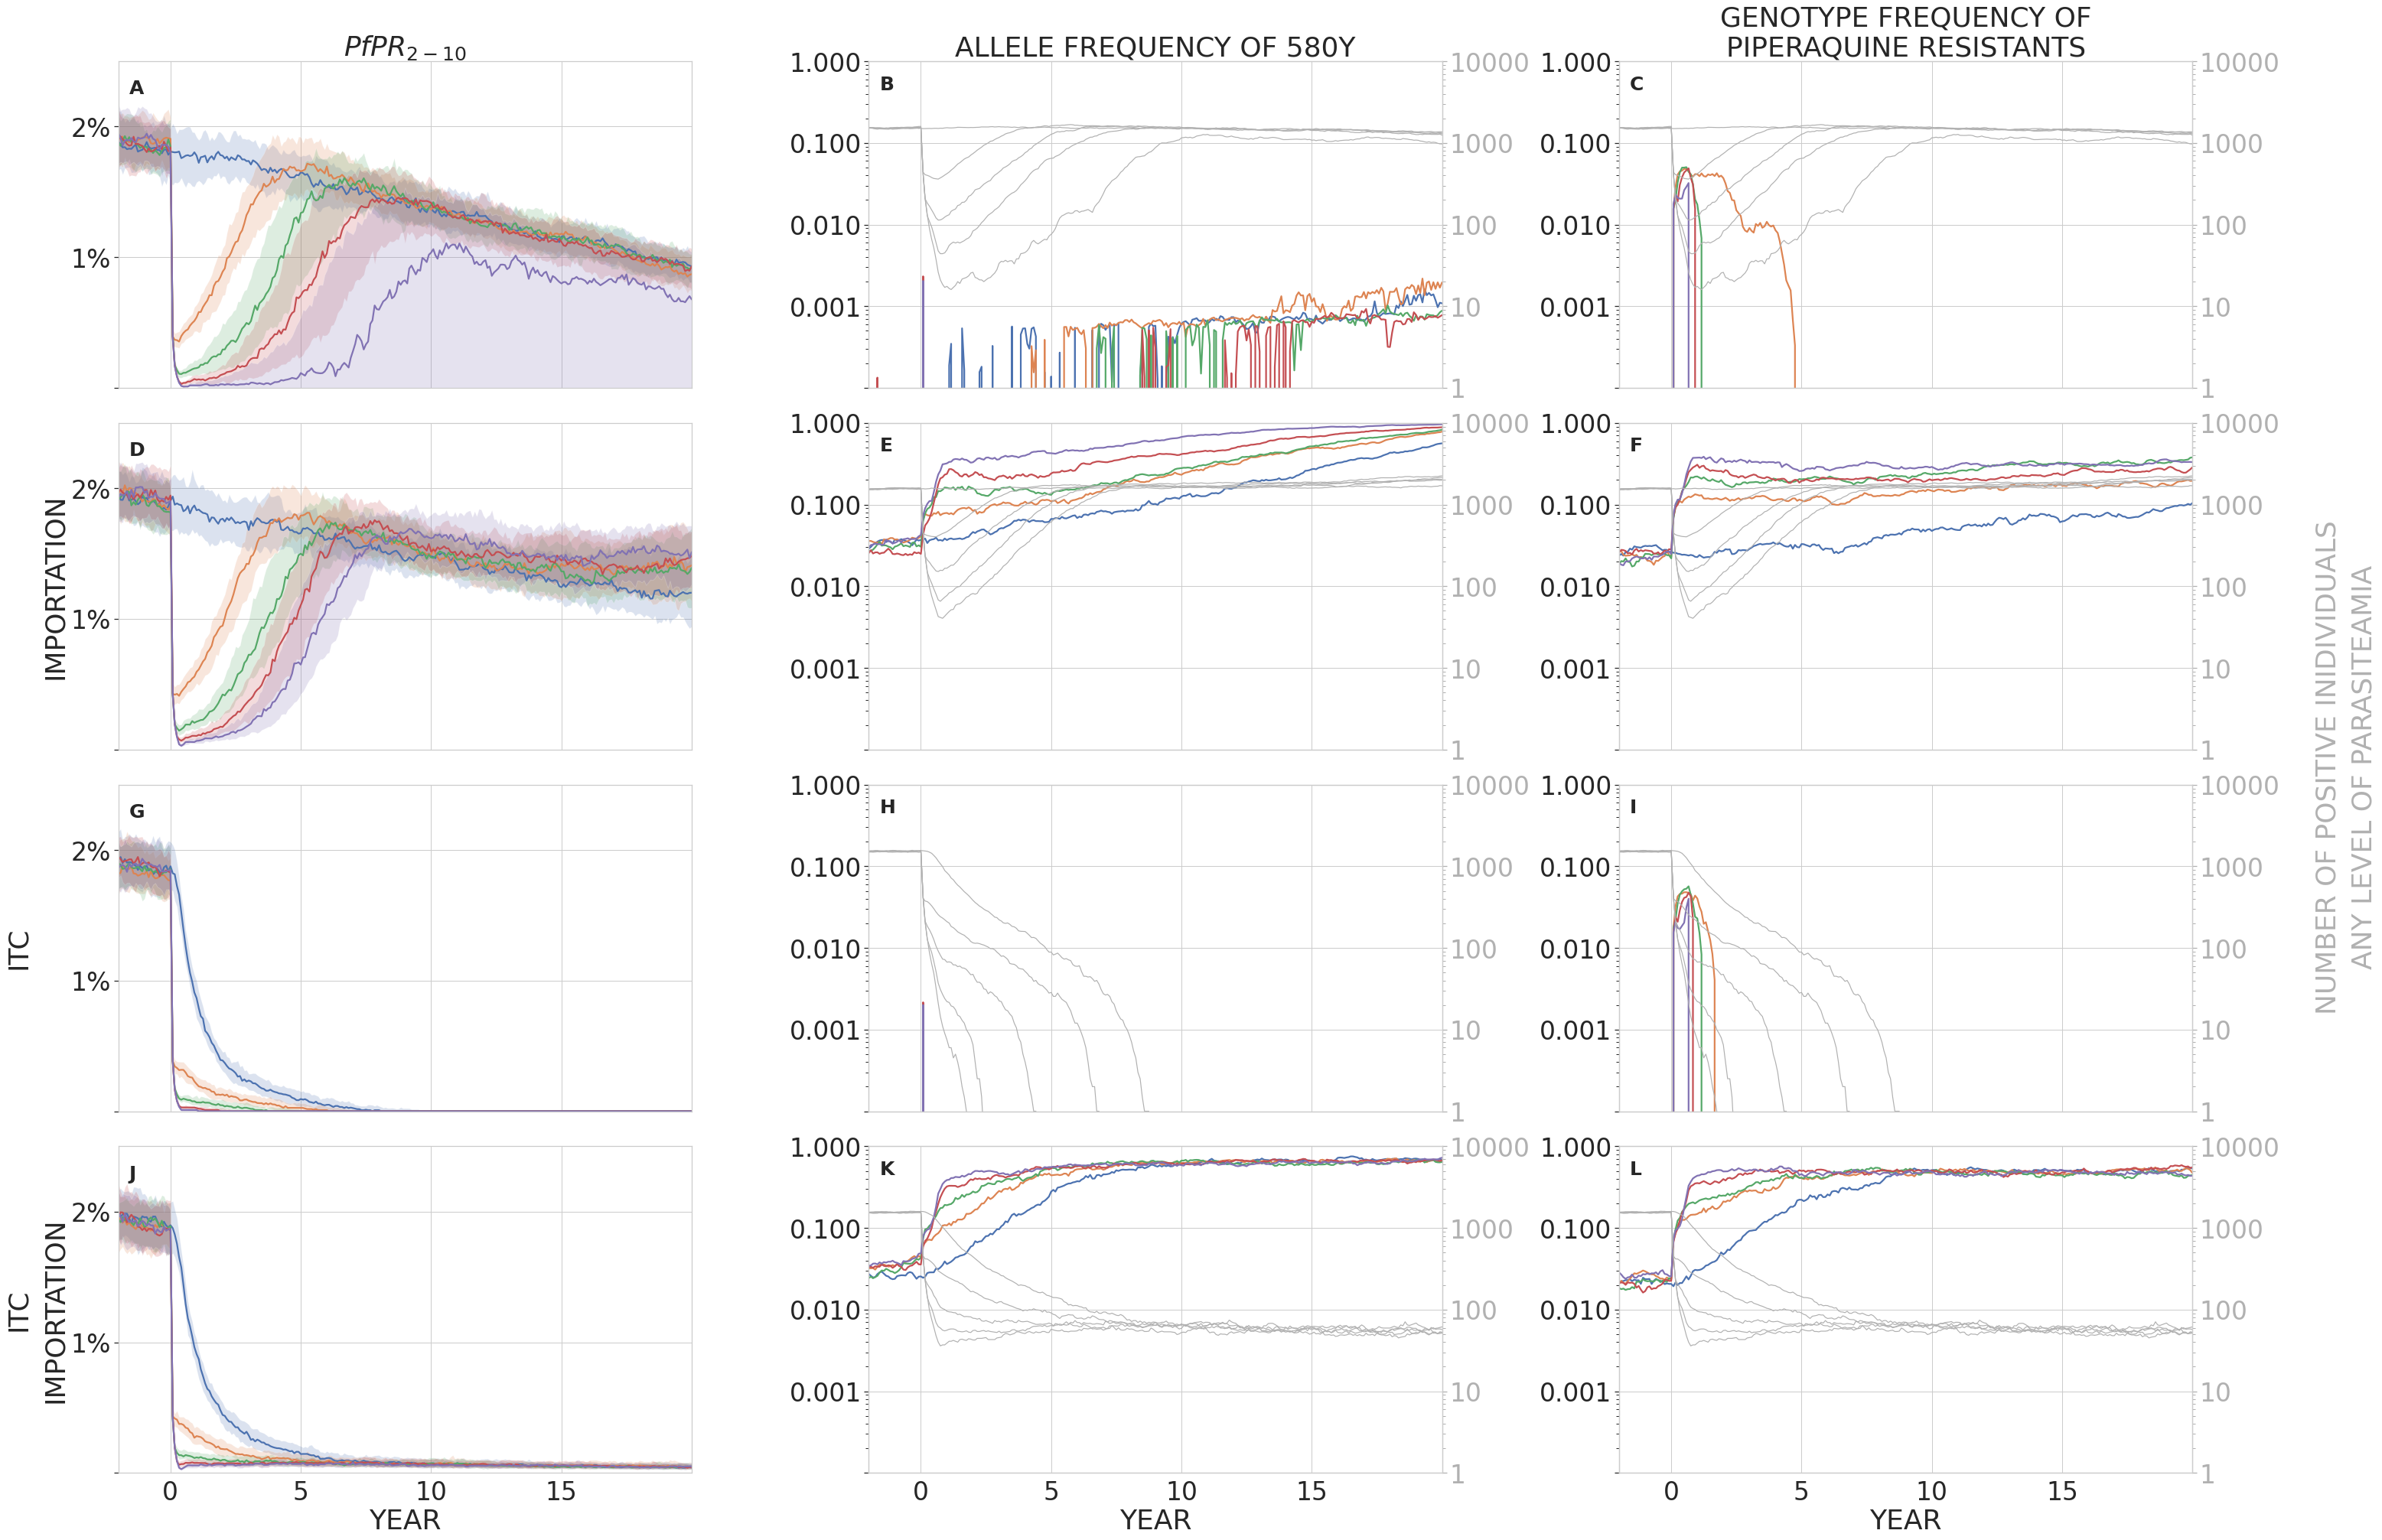 PfPR2−10
ALLELE FREQUENCY OF 580Y
GENOTYPE FREQUENCY OF
PIPERAQUINE RESISTANTS
A
2%
1%
B
1.000
0.100
0.010
0.001
10000
1000
100
10
1
C
1.000
0.100
0.010
0.001
10000
1000
100
10
1
IMPORTATION
D
2%
1%
E
1.000
0.100
0.010
0.001
10000
1000
100
10
1
F
1.000
0.100
0.010
0.001
10000
1000
100
10
1
ITC
G
2%
1%
H
1.000
0.100
0.010
0.001
10000
1000
100
10
1
I
1.000
0.100
0.010
0.001
10000
1000
100
10
1
ITC
IMPORTATION
J
2%
1%
0 5 10 15
YEAR
K
1.000
0.100
0.010
0.001
10000
1000
100
10
1
0 5 10 15
YEAR
L
1.000
0.100
0.010
0.001
10000
1000
100
10
1
0 5 10 15
YEAR
NUMBER OF POSITIVE INIDIVIDUALS
ANY LEVEL OF PARASITEAMIA